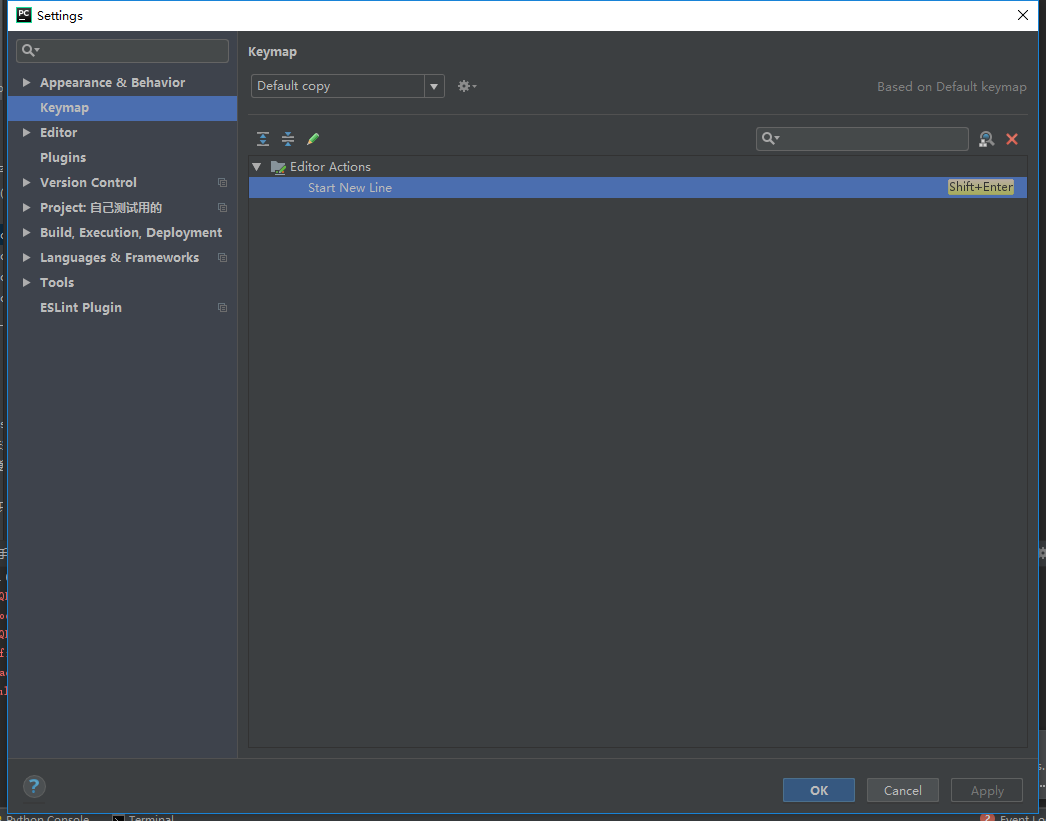 PC Settings
Keymap
Appearance & Behavior
Default copy
Based on Default keymap
Keymap
Editor
Plugins
Version Control
Project: 自己测试用的
Build, Execution, Deployment
Languages & Frameworks
Tools
ESLint Plugin
Editor Actions
Start New Line Shift+Enter
?
OK Cancel Apply
Python Console Terminal
2 Event Lo